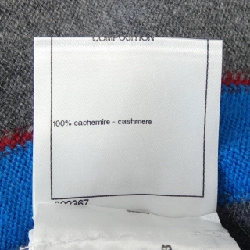 COMPOSITION
100% cachemire - cashmere